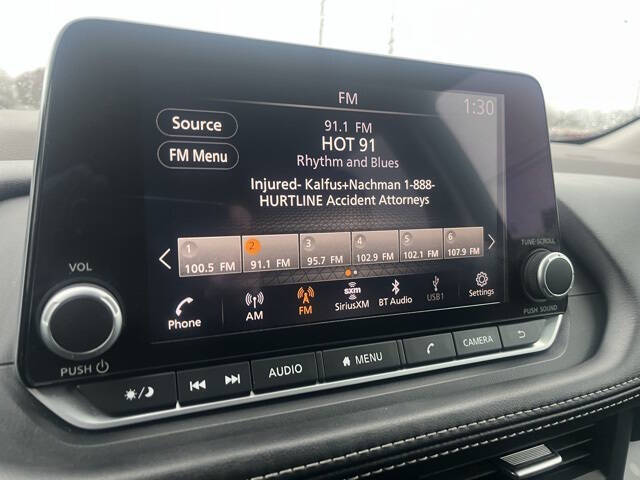 FM
1:30
Source
91.1 FM
HOT 91
FM Menu
Rhythm and Blues
Injured- Kalfus+Nachman 1-888-
HURTLINE Accident Attorneys
1 2 3 4 5 6
100.5 FM 91.1 FM 95.7 FM 102.9 FM 102.1 FM 107.9 FM
TUNE·SCROLL
VOL
Phone AM FM sxm SiriusXM BT Audio USB1 Settings
PUSH SOUND
PUSH
AUDIO MENU CAMERA